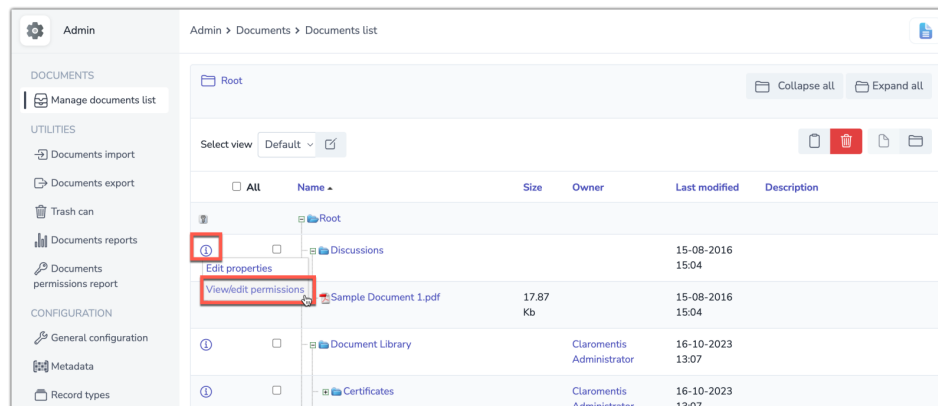 Admin
Admin > Documents > Documents list
DOCUMENTS
Manage documents list
UTILITIES
Documents import
Documents export
Trash can
Documents reports
Documents
permissions report
CONFIGURATION
General configuration
Metadata
Record types
Root
Collapse all
Expand all
Select view Default
All Name Size Owner Last modified Description
Root
Discussions 15-08-2016
15:04
Edit properties
View/edit permissions
Sample Document 1.pdf 17.87 15-08-2016
Kb 15:04
Document Library Claromentis 16-10-2023
Administrator 13:07
Certificates Claromentis 16-10-2023
Administrator 13:07